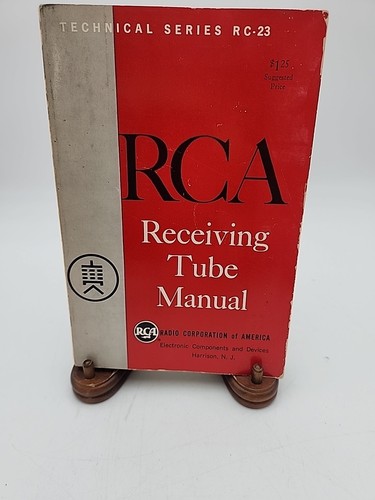 TECHNICAL SERIES RC-23
$1.25
Suggested
Price
RCA
Receiving
Tube
Manual
RCA
RADIO CORPORATION of AMERICA
Electronic Components and Devices
Harrison, N. J.